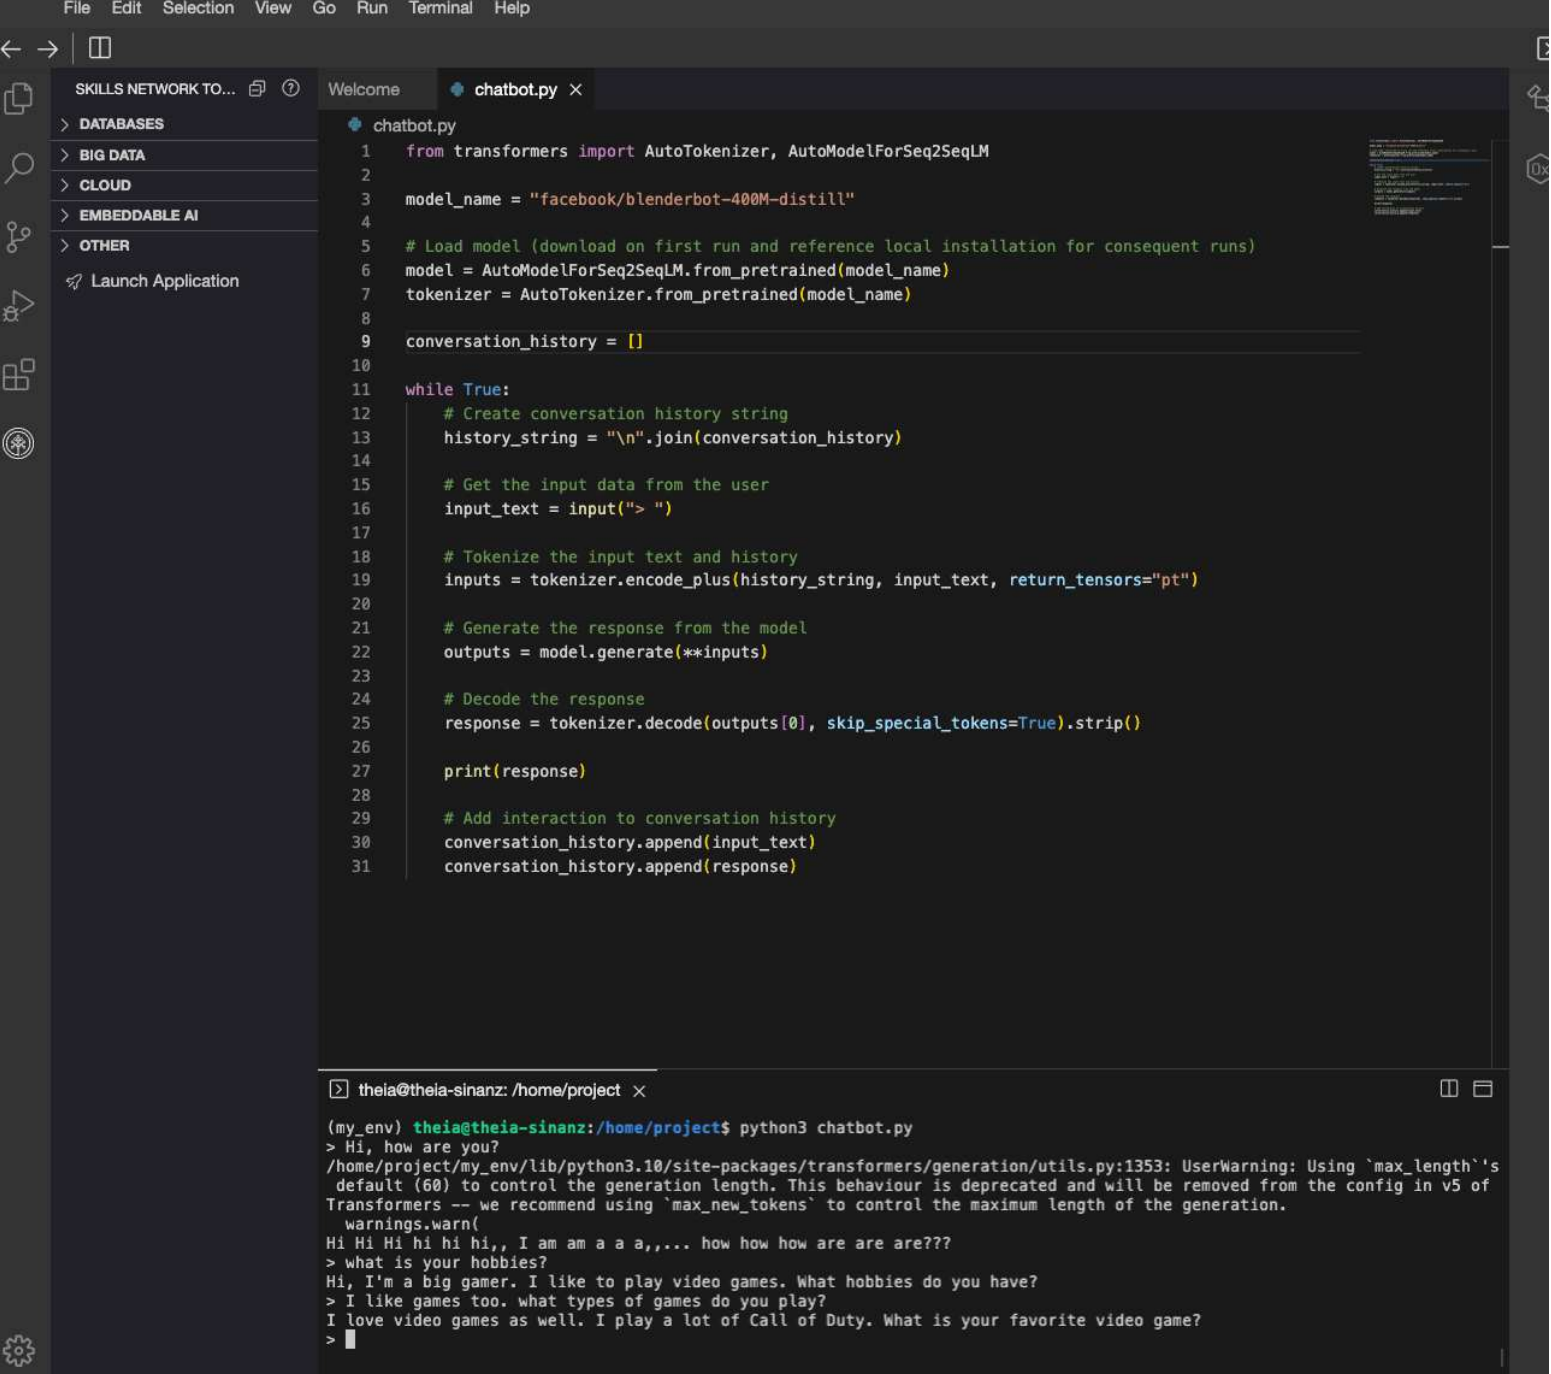 File Edit Selection View Go Run Terminal Help
SKILLS NETWORK TO...
DATABASES
BIG DATA
CLOUD
EMBEDDABLE AI
OTHER
Launch Application
Welcome chatbot.py
chatbot.py
1 from transformers import AutoTokenizer, AutoModelForSeq2SeqLM
2
3 model_name = "facebook/blenderbot-400M-distill"
4
5 # Load model (download on first run and reference local installation for consequent runs)
6 model = AutoModelForSeq2SeqLM.from_pretrained(model_name)
7 tokenizer = AutoTokenizer.from_pretrained(model_name)
8
9 conversation_history = []
10
11 while True:
12 # Create conversation history string
13 history_string = "\n".join(conversation_history)
14
15 # Get the input data from the user
16 input_text = input("> ")
17
18 # Tokenize the input text and history
19 inputs = tokenizer.encode_plus(history_string, input_text, return_tensors="pt")
20
21 # Generate the response from the model
22 outputs = model.generate(**inputs)
23
24 # Decode the response
25 response = tokenizer.decode(outputs[0], skip_special_tokens=True).strip()
26
27 print(response)
28
29 # Add interaction to conversation history
30 conversation_history.append(input_text)
31 conversation_history.append(response)
theia@theia-sinanz: /home/project
(my_env) theia@theia-sinanz:/home/project$ python3 chatbot.py
> Hi, how are you?
/home/project/my_env/lib/python3.10/site-packages/transformers/generation/utils.py:1353: UserWarning: Using `max_length`'s
default (60) to control the generation length. This behaviour is deprecated and will be removed from the config in v5 of
Transformers -- we recommend using `max_new_tokens` to control the maximum length of the generation.
warnings.warn(
Hi Hi Hi hi hi hi,, I am am a a a,,... how how how are are are???
> what is your hobbies?
Hi, I'm a big gamer. I like to play video games. What hobbies do you have?
> I like games too. what types of games do you play?
I love video games as well. I play a lot of Call of Duty. What is your favorite video game?
>